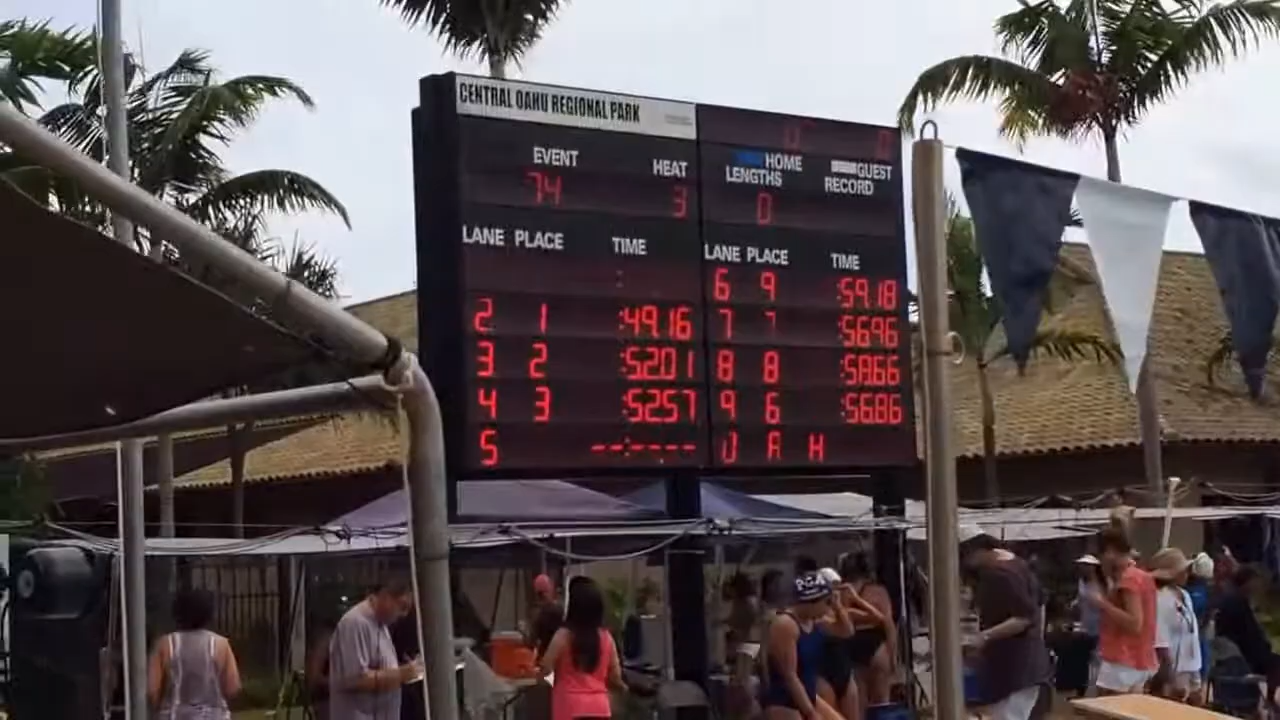 CENTRAL OAHU REGIONAL PARK
EVENT HEAT HOME GUEST
LENGTHS RECORD
74 3 0
LANE PLACE TIME LANE PLACE TIME
6 9 :59.18
2 1 :49.16 7 7 :56.96
3 2 :52.01 8 8 :58.66
4 3 :52.57 9 6 :56.86
5 --:--.-- 0 A H